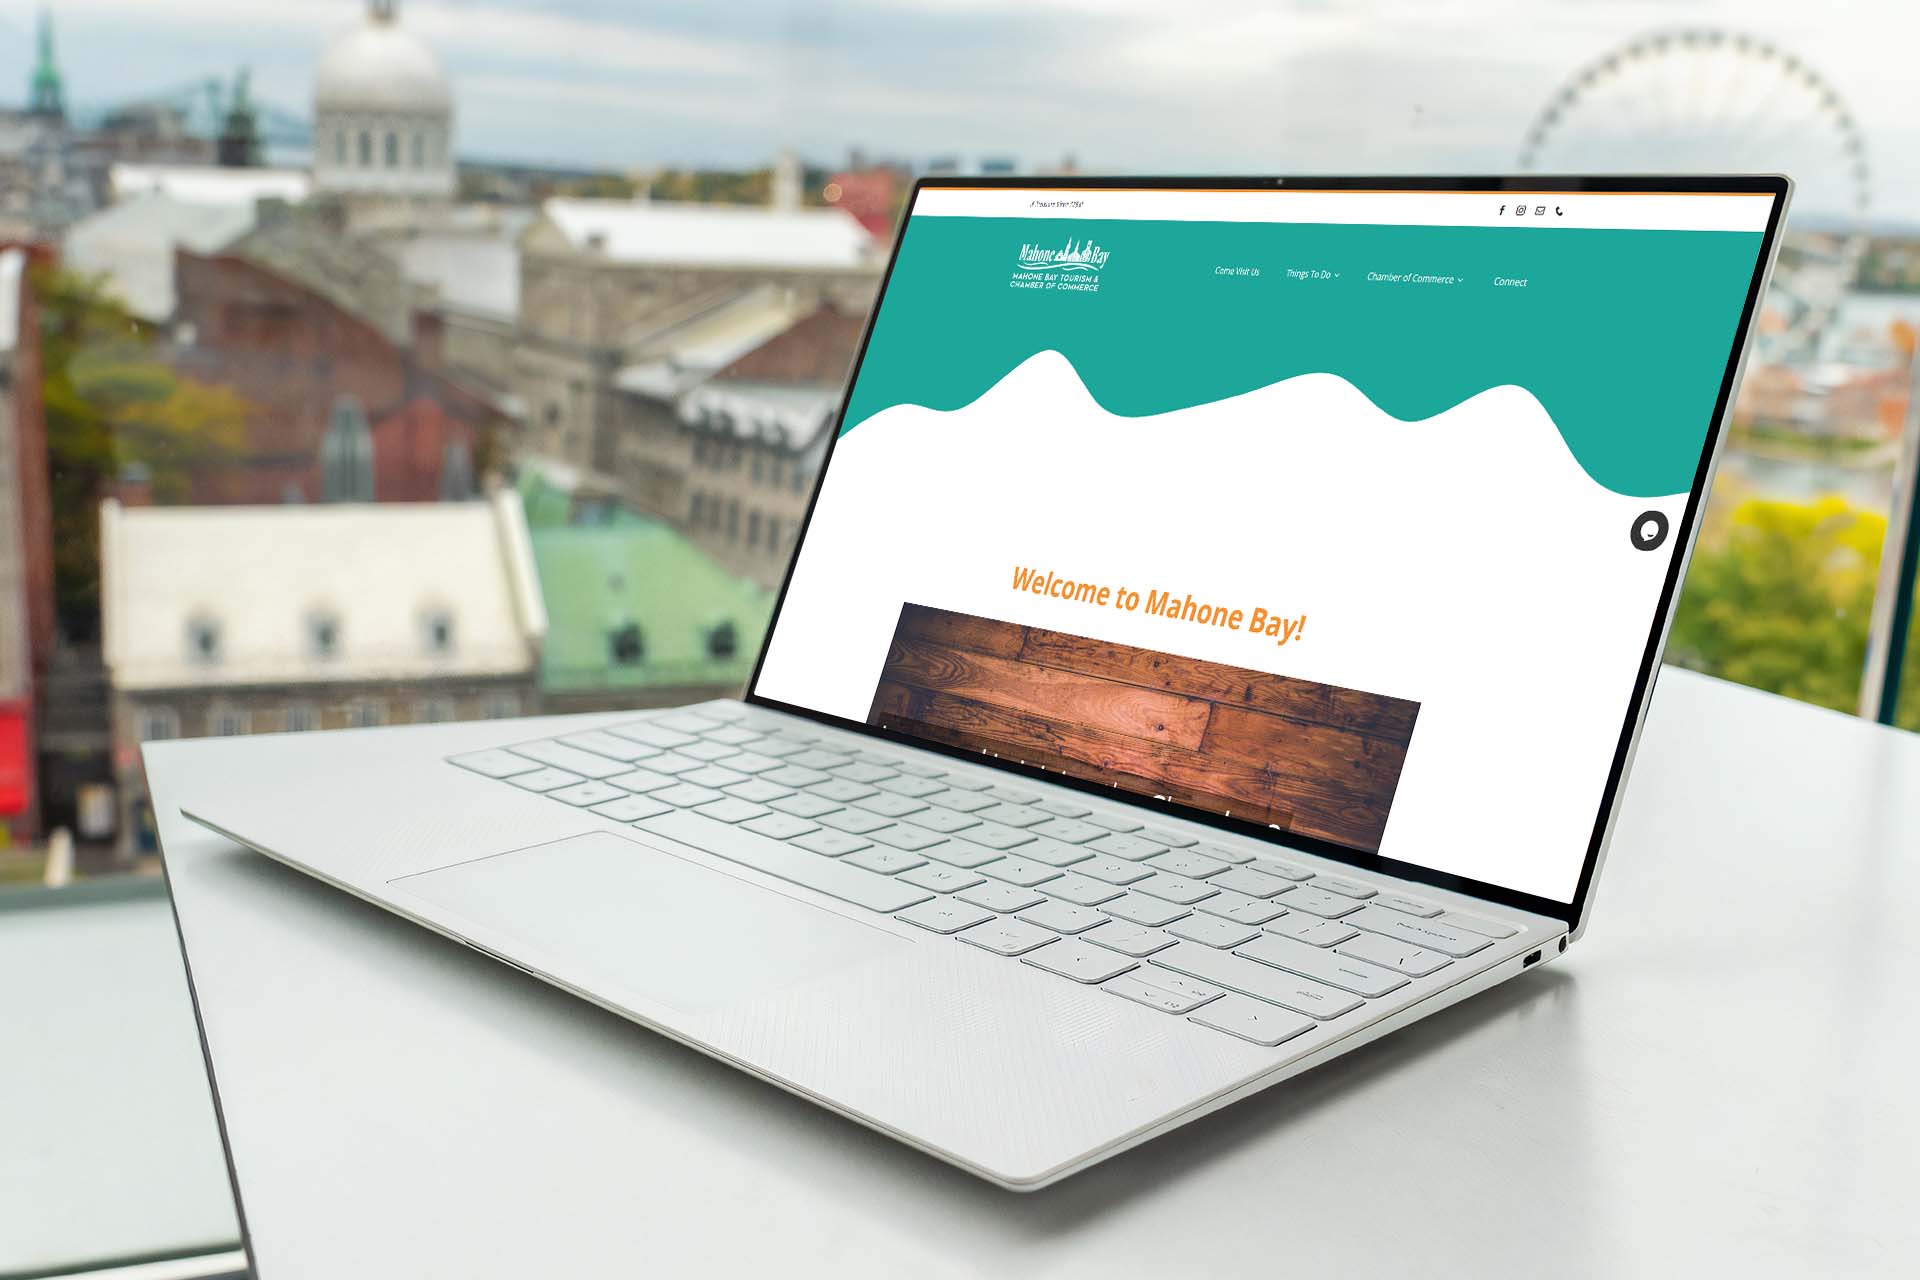 A Treasure Since 1754!
Mahone Bay
MAHONE BAY TOURISM &
CHAMBER OF COMMERCE
Come Visit Us
Things To Do
Chamber of Commerce
Connect
Welcome to Mahone Bay!